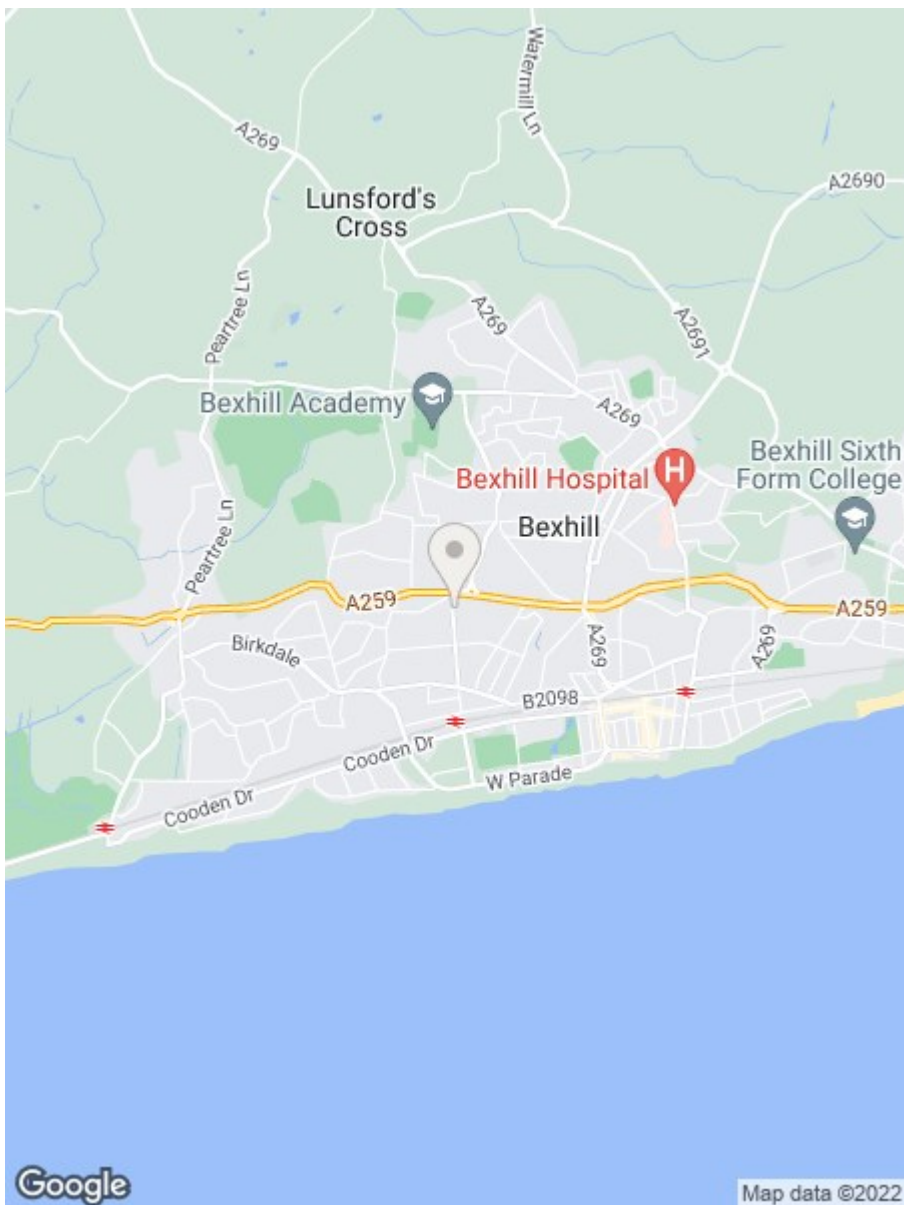 Watermill Ln
A269
A2690
Lunsford's
Cross
Peartree Ln
A269
A2691
Bexhill Academy
A269
Bexhill Sixth
Form College
Bexhill Hospital
H
Bexhill
Peartree Ln
A259
A259
Birkdale
A269
A269
B2098
Cooden Dr
W Parade
Cooden Dr
Google
Map data ©2022